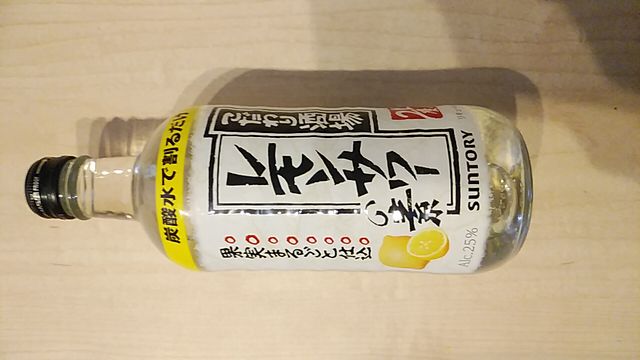 炭酸水で割るだけ
こだわり酒場
レモンサワー
の素
果実まるごと仕込
SUNTORY
Alc.25%